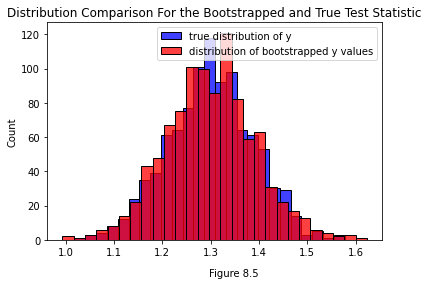 Distribution Comparison For the Bootstrapped and True Test Statistic
true distribution of y
distribution of bootstrapped y values
120
100
80
60
40
20
0
Count
1.0 1.1 1.2 1.3 1.4 1.5 1.6
Figure 8.5